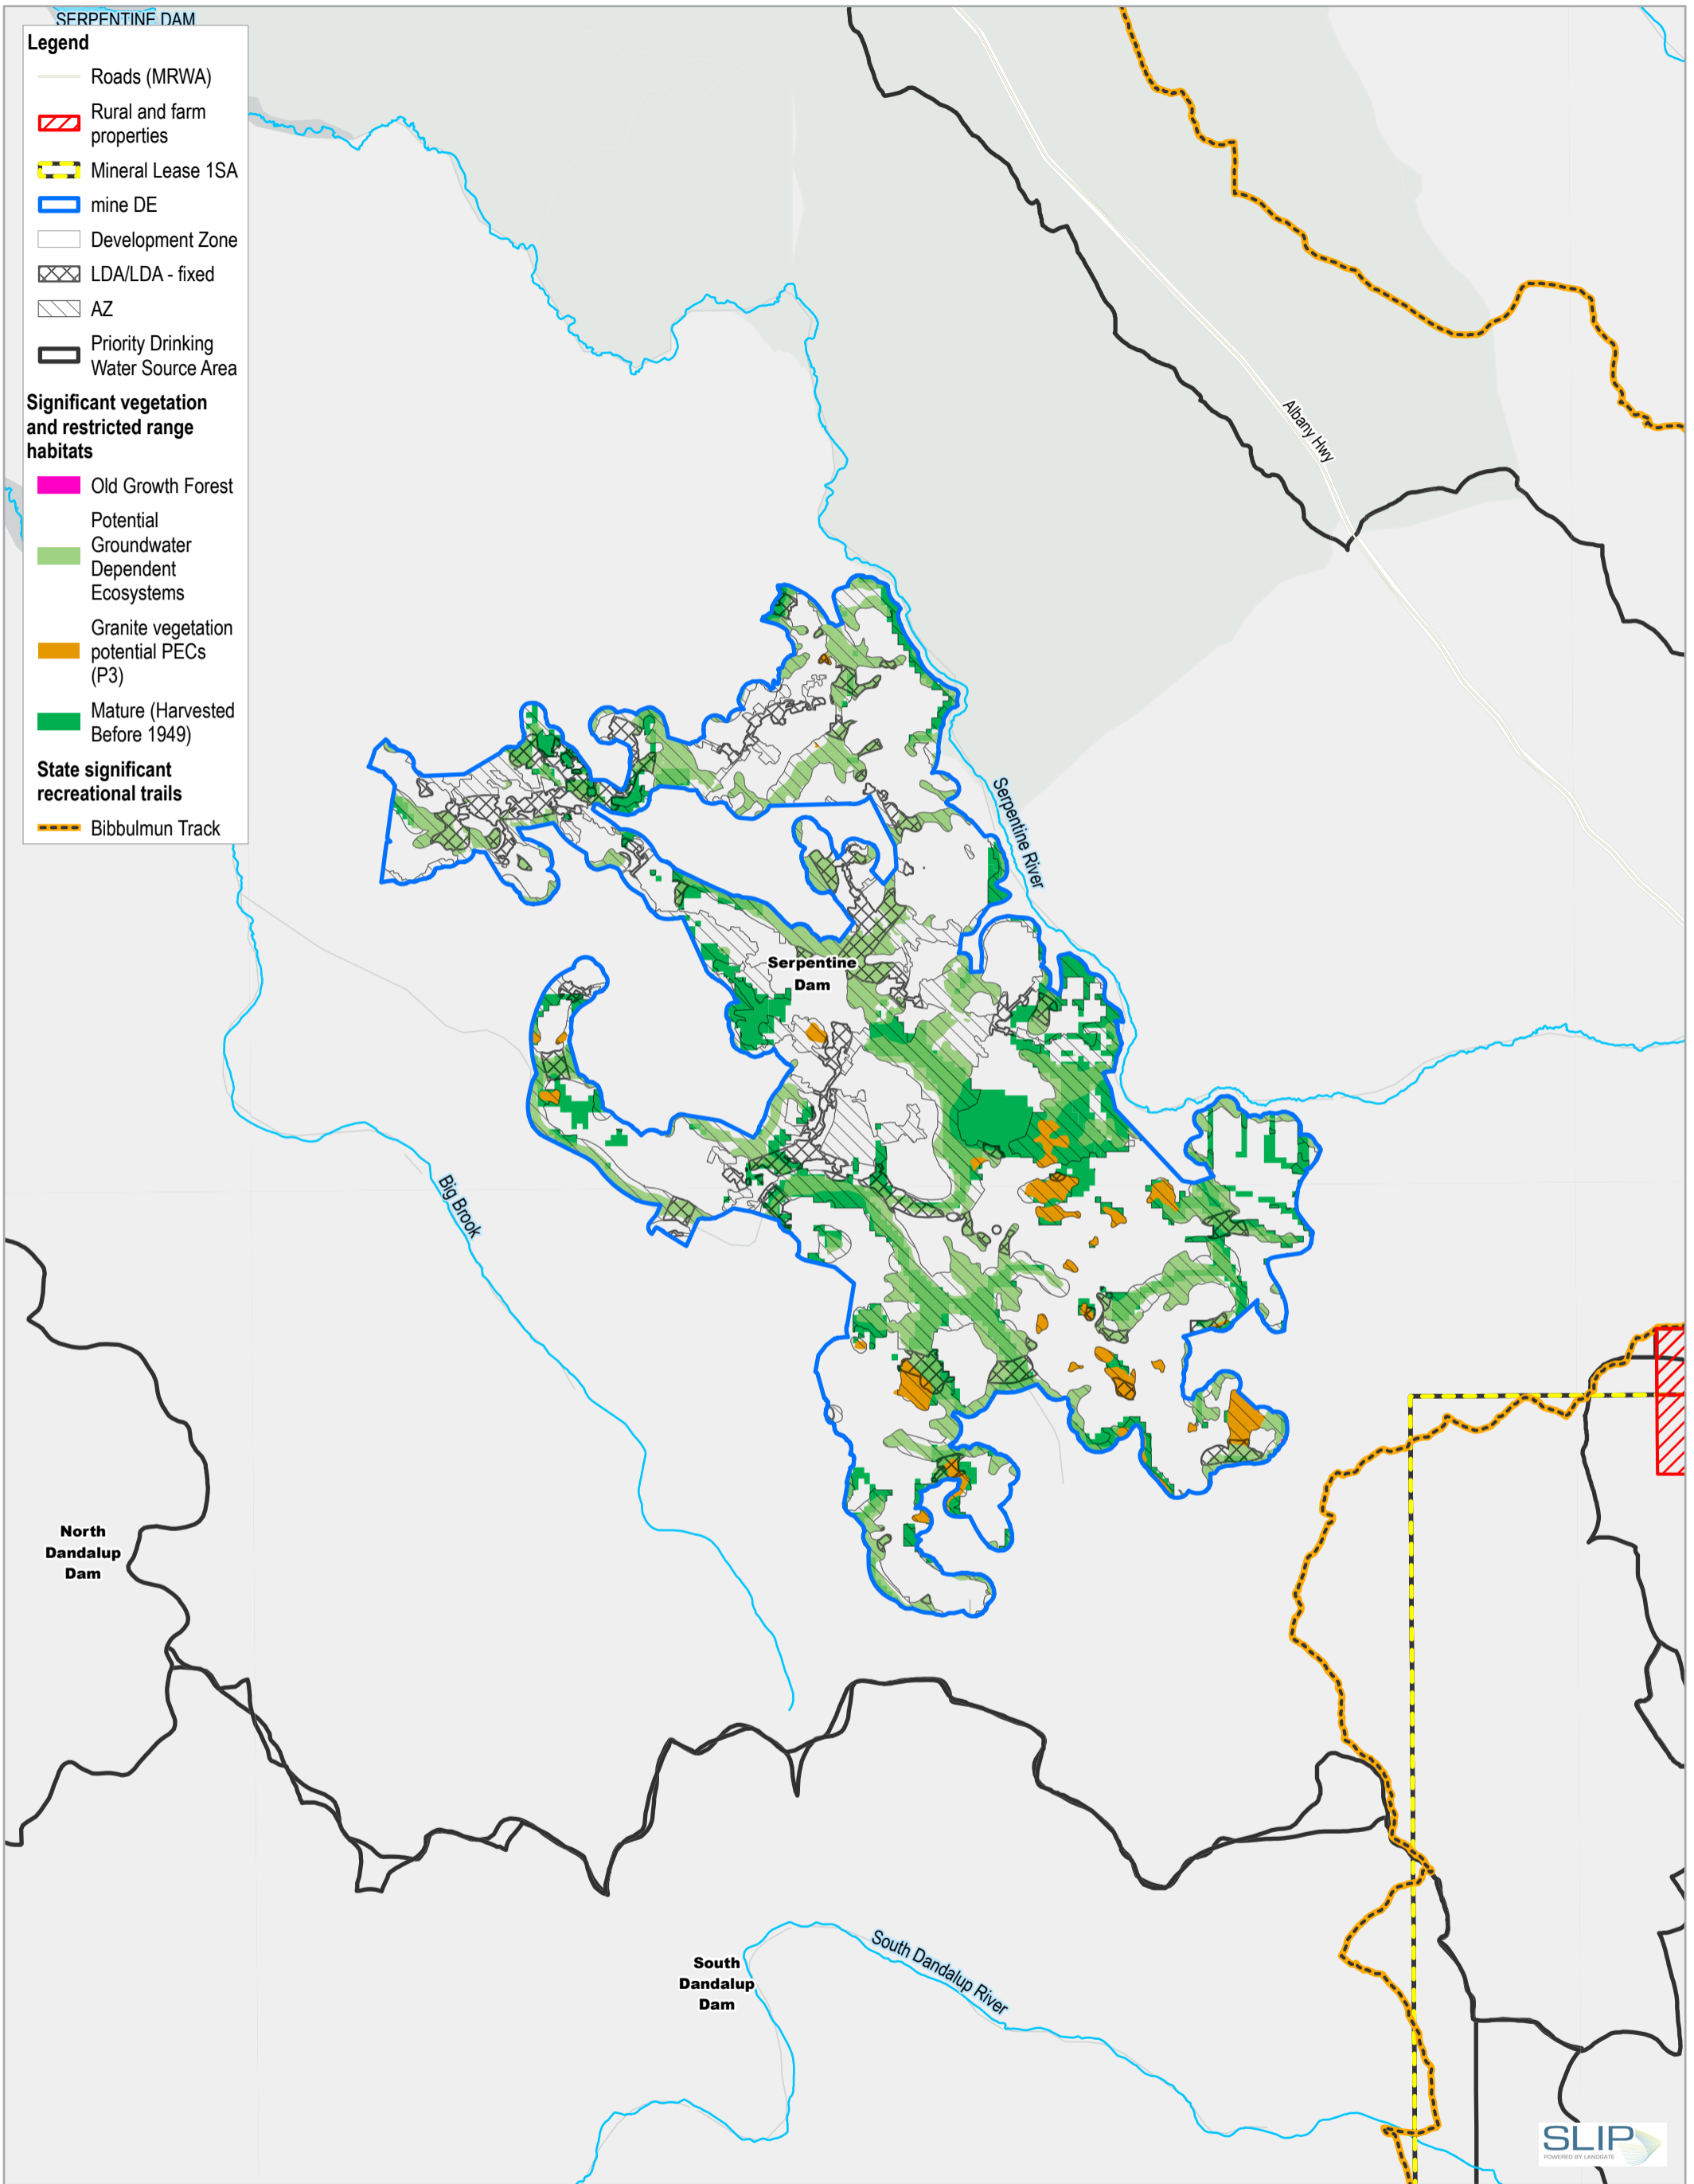 SERPENTINE DAM
Legend
Roads (MRWA)
Rural and farm
properties
Mineral Lease 1SA
mine DE
Development Zone
LDA/LDA - fixed
AZ
Priority Drinking
Water Source Area
Significant vegetation
and restricted range
habitats
Old Growth Forest
Potential
Groundwater
Dependent
Ecosystems
Granite vegetation
potential PECs
(P3)
Mature (Harvested
Before 1949)
State significant
recreational trails
Bibbulmun Track
Albany Hwy
Serpentine River
Serpentine
Dam
Big Brook
North
Dandalup
Dam
South
Dandalup
Dam
South Dandalup River
SLIP
POWERED BY LANDGATE